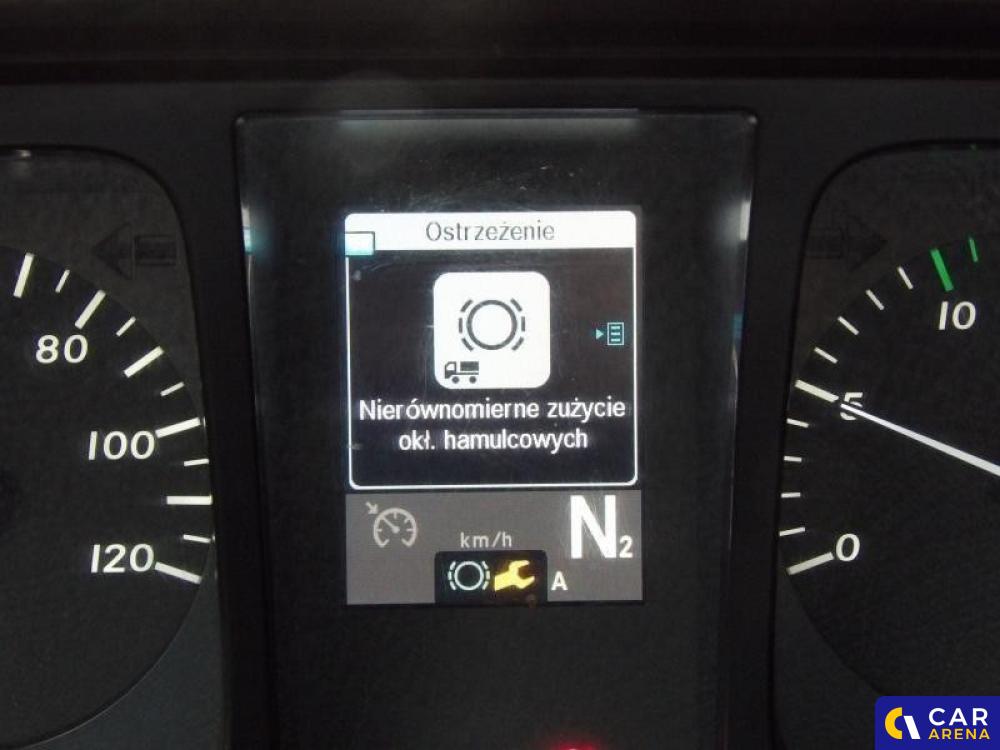 Ostrzeżenie
Nierównomierne zużycie
okł. hamulcowych
80
100
120
km/h
N2
A
10
5
0
CAR
ARENA